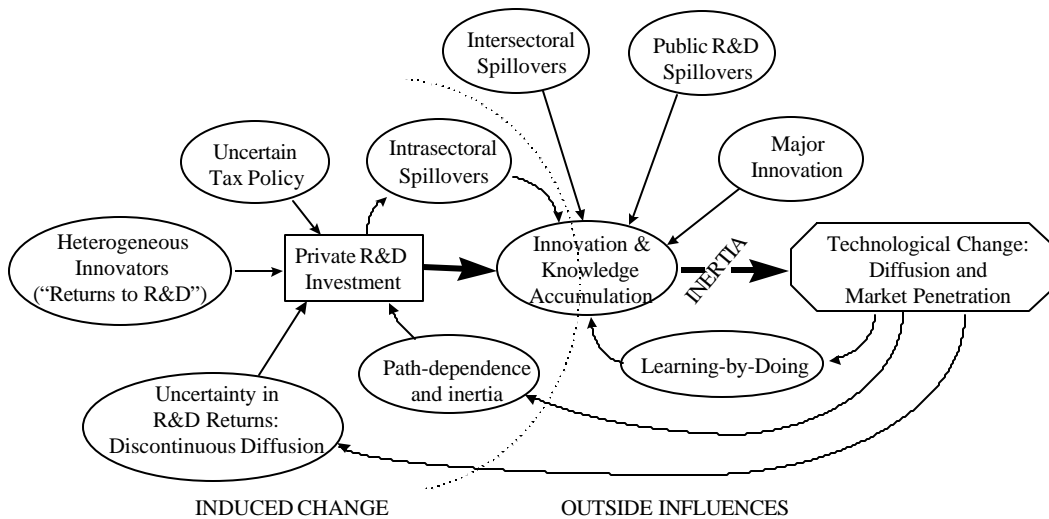 Intersectoral
Spillovers
Public R&D
Spillovers
Uncertain
Tax Policy
Intrasectoral
Spillovers
Major
Innovation
Heterogeneous
Innovators
(“Returns to R&D”)
Private R&D
Investment
Innovation &
Knowledge
Accumulation
INERTIA
Technological Change:
Diffusion and
Market Penetration
Path-dependence
and inertia
Learning-by-Doing
Uncertainty in
R&D Returns:
Discontinuous Diffusion
INDUCED CHANGE
OUTSIDE INFLUENCES